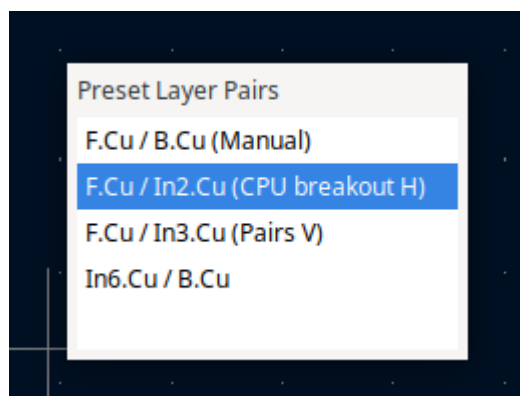 Preset Layer Pairs
F.Cu / B.Cu (Manual)
F.Cu / In2.Cu (CPU breakout H)
F.Cu / In3.Cu (Pairs V)
In6.Cu / B.Cu